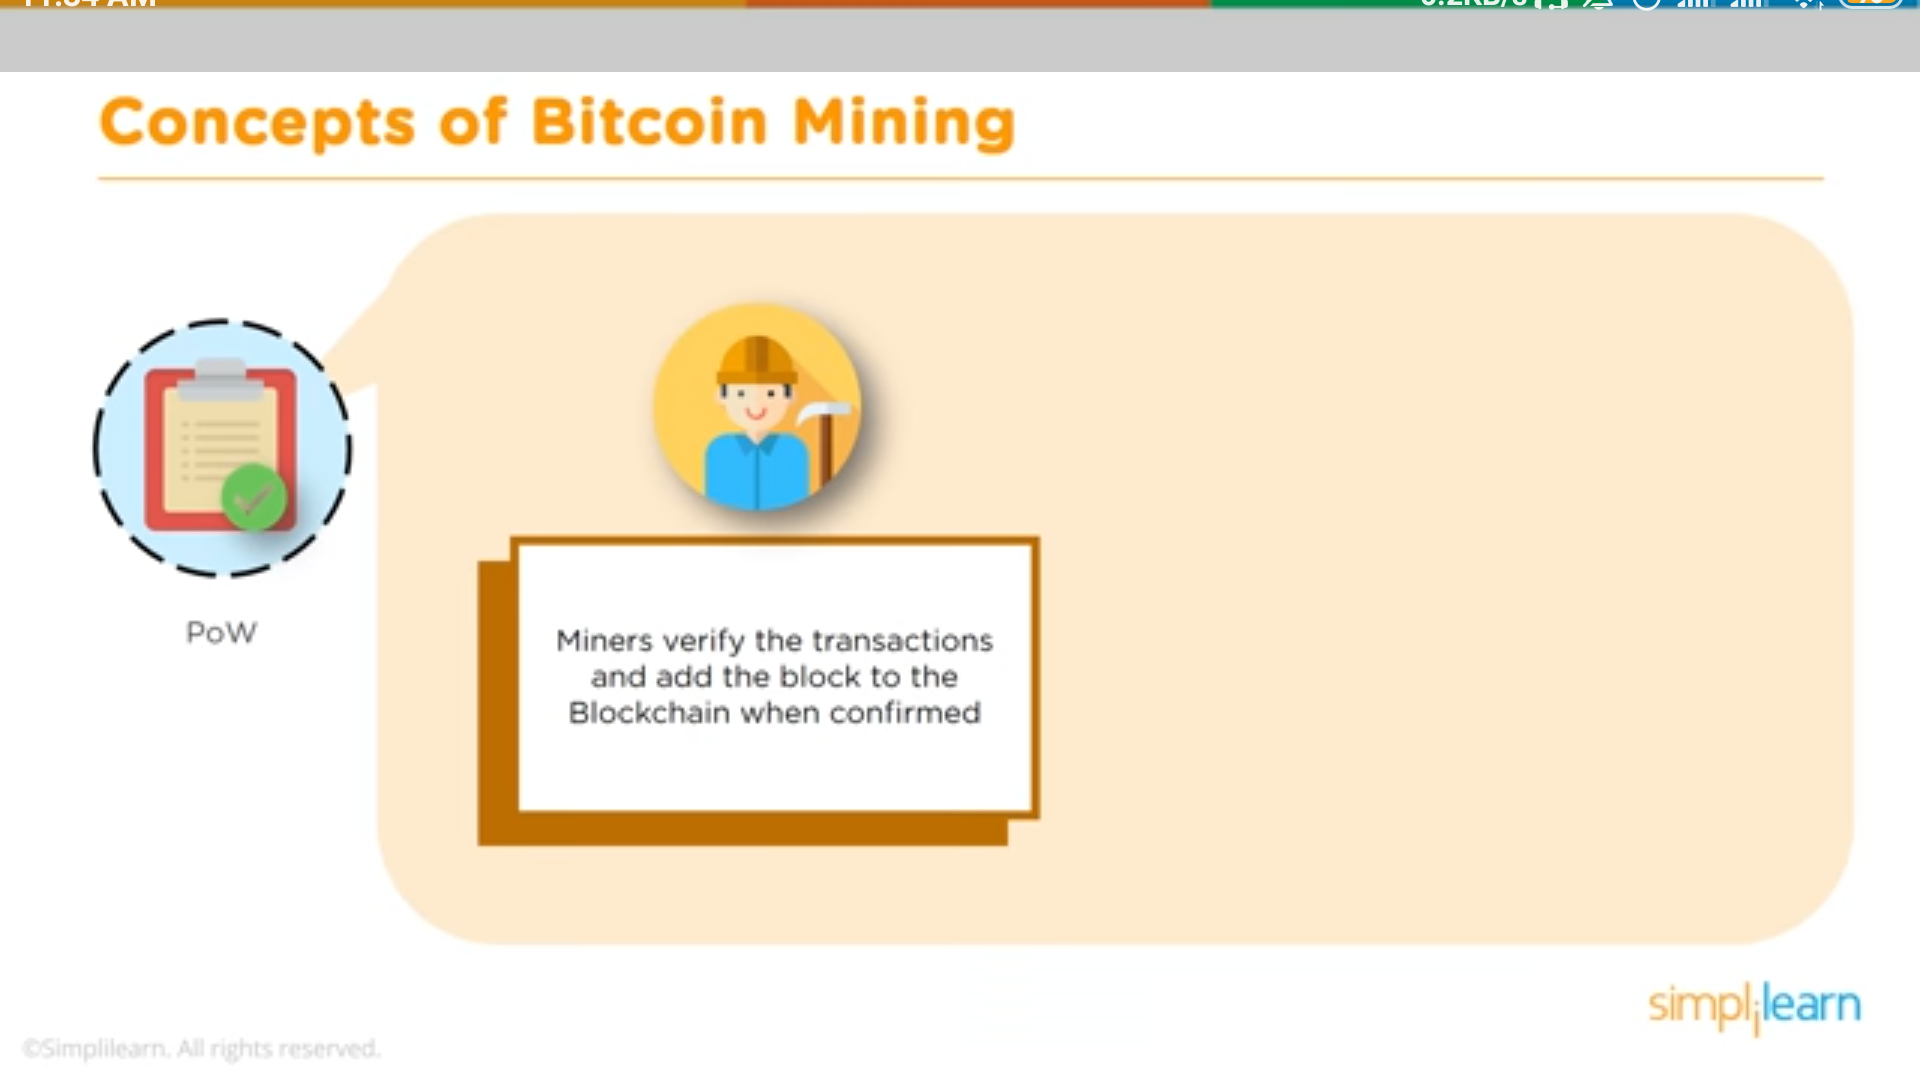 Concepts of Bitcoin Mining
PoW
Miners verify the transactions
and add the block to the
Blockchain when confirmed
simplilearn
©Simplilearn. All rights reserved.